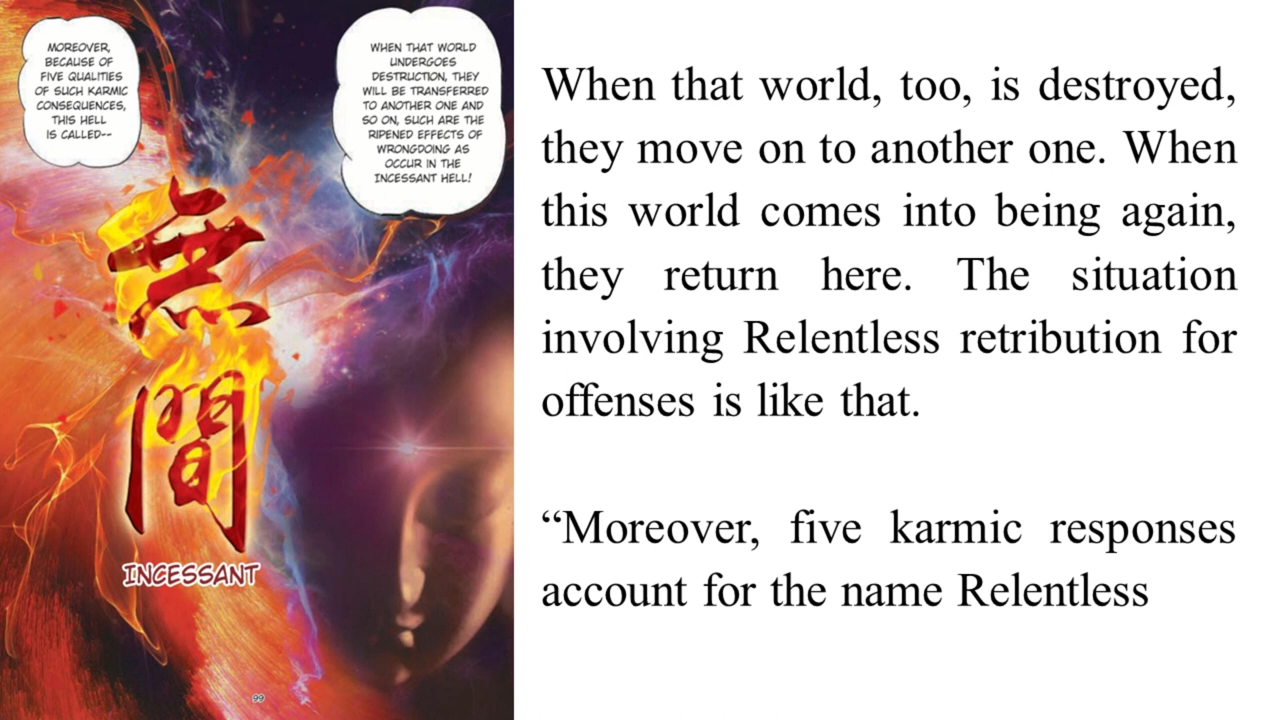 WHEN THAT WORLD
UNDERGOES
DESTRUCTION, THEY
WILL BE TRANSFERRED
TO ANOTHER ONE AND
SO ON, SUCH ARE THE
RIPENED EFFECTS OF
WRONGDOING AS
OCCUR IN THE
INCESSANT HELL!
MOREOVER,
BECAUSE OF
FIVE QUALITIES
OF SUCH KARMIC
CONSEQUENCES,
THIS HELL
IS CALLED--
無間
INCESSANT
99
When that world, too, is destroyed,
they move on to another one. When
this world comes into being again,
they return here. The situation
involving Relentless retribution for
offenses is like that.
“Moreover, five karmic responses
account for the name Relentless